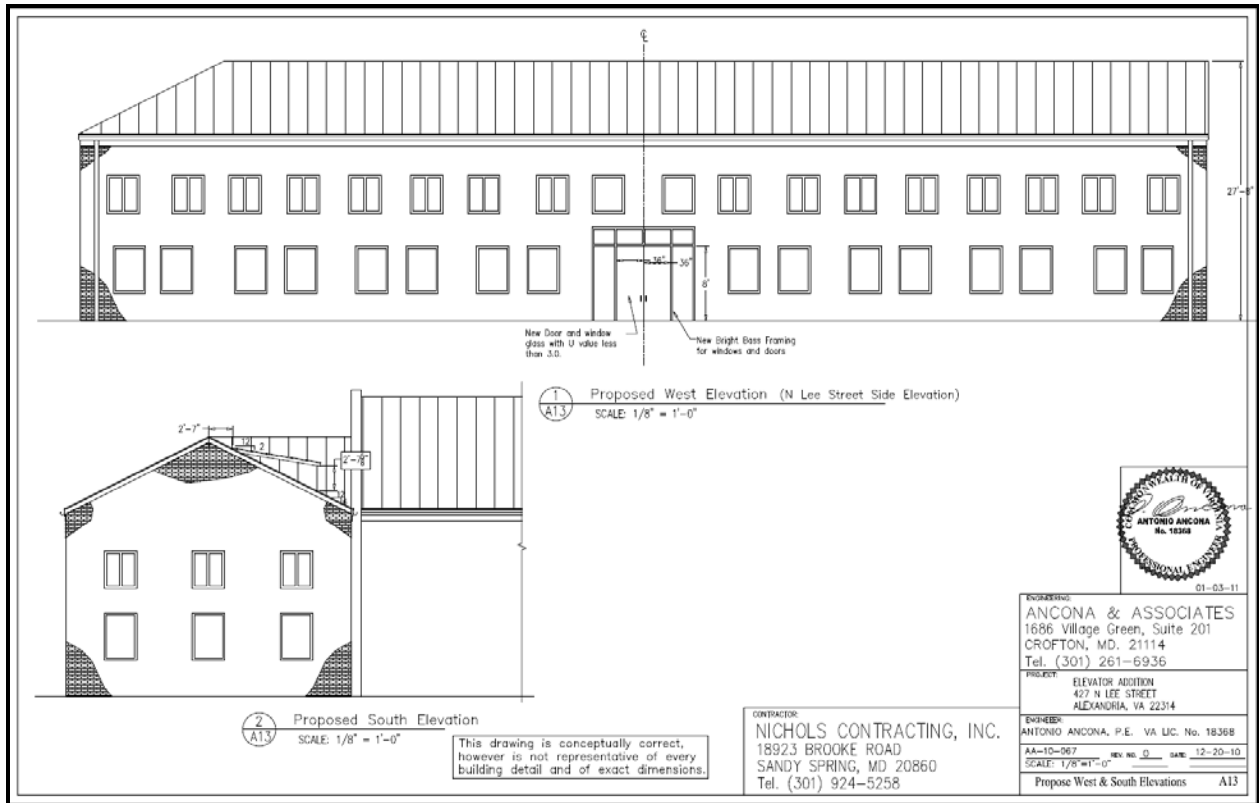 ℄
27'-8"
36"
36"
8'
New Door and window
glass with U value less
than 3.0.
New Bright Bass Framing
for windows and doors
1
A13
Proposed West Elevation (N Lee Street Side Elevation)
SCALE: 1/8" = 1'-0"
2'-7"
12
2
2'-7⅞"
2
A13
Proposed South Elevation
SCALE: 1/8" = 1'-0"
This drawing is conceptually correct,
however is not representative of every
building detail and of exact dimensions.
CONTRACTOR:
NICHOLS CONTRACTING, INC.
18923 BROOKE ROAD
SANDY SPRING, MD 20860
Tel. (301) 924-5258
COMMONWEALTH OF VIRGINIA
ANTONIO ANCONA
No. 18368
PROFESSIONAL ENGINEER
01-03-11
ENGINEERING:
ANCONA & ASSOCIATES
1686 Village Green, Suite 201
CROFTON, MD. 21114
Tel. (301) 261-6936
PROJECT:
ELEVATOR ADDITION
427 N LEE STREET
ALEXANDRIA, VA 22314
ENGINEER:
ANTONIO ANCONA, P.E. VA LIC. No. 18368
AA-10-067 REV. NO. 0 DATE: 12-20-10
SCALE: 1/8"=1'-0"
Propose West & South Elevations A13